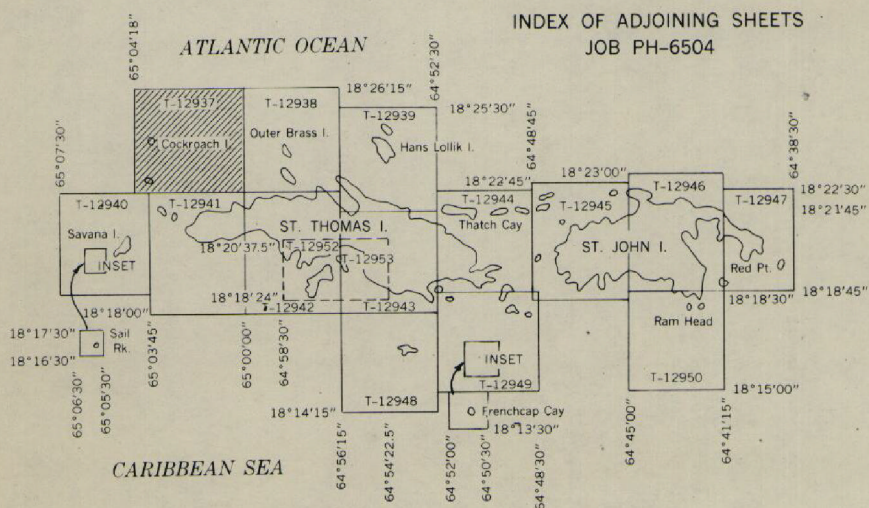 INDEX OF ADJOINING SHEETS
JOB PH-6504
ATLANTIC OCEAN
65°04'18"
64°52'30"
18°26'15"
18°25'30"
T-12937
T-12938
T-12939
Outer Brass I.
Cockroach I.
Hans Lollik I.
64°48'45"
64°38'30"
65°07'30"
18°23'00"
18°22'45"
18°22'30"
18°21'45"
T-12940
T-12941
T-12944
T-12945
T-12946
T-12947
ST. THOMAS I.
Thatch Cay
Savana I.
INSET
18°20'37.5"
T-12952
T-12953
ST. JOHN I.
Red Pt.
18°18'24"
18°18'30"
18°18'45"
18°18'00"
T-12942
T-12943
Ram Head
18°17'30"
18°16'30"
Sail
Rk.
INSET
65°03'45"
65°00'00"
64°58'30"
65°06'30"
65°05'30"
T-12949
T-12950
18°15'00"
18°14'15"
T-12948
Frenchcap Cay
18°13'30"
64°56'15"
64°54'22.5"
64°52'00"
64°50'30"
64°48'30"
64°45'00"
64°41'15"
CARIBBEAN SEA